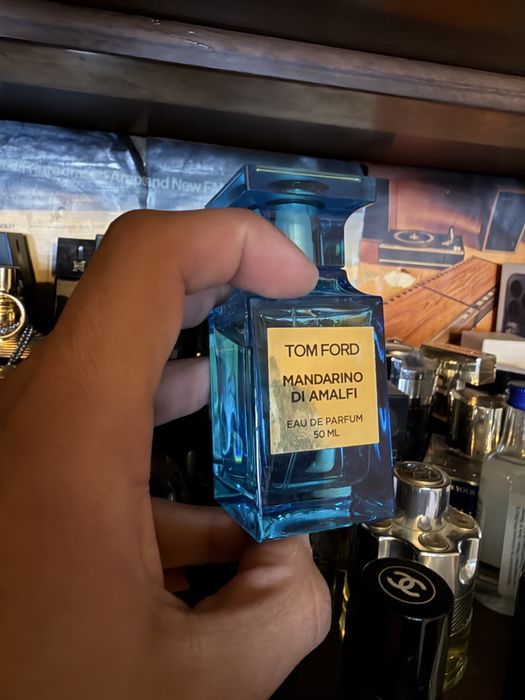 TOM FORD
MANDARINO
DI AMALFI
EAU DE PARFUM
50 ML